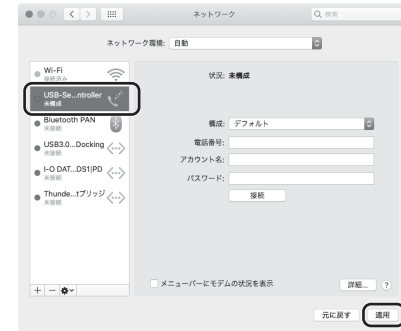 ネットワーク
検索
ネットワーク環境: 自動
Wi-Fi
接続済み
USB-Se...ntroller
未構成
Bluetooth PAN
未接続
USB3.0...Docking
未接続
I-O DAT...DS1|PD
未接続
Thunde...tブリッジ
未接続
状況: 未構成
構成: デフォルト
電話番号:
アカウント名:
パスワード:
接続
メニューバーにモデムの状況を表示
詳細... ?
元に戻す 適用